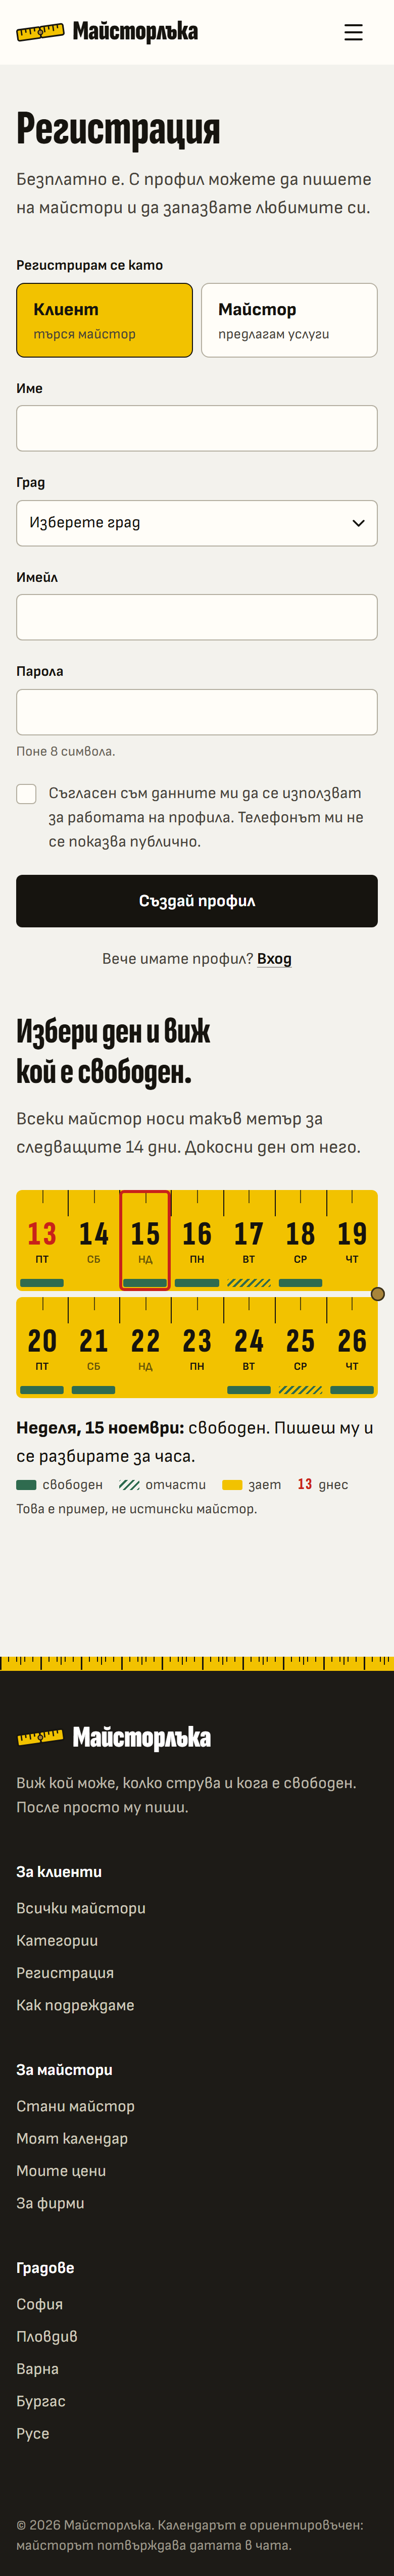 Майсторлъка
Регистрация
Безплатно е. С профил можете да пишете
на майстори и да запазвате любимите си.
Регистрирам се като
Клиент
търся майстор
Майстор
предлагам услуги
Име
Град
Изберете град
Имейл
Парола
Поне 8 символа.
Съгласен съм данните ми да се използват
за работата на профила. Телефонът ми не
се показва публично.
Създай профил
Вече имате профил? Вход
Избери ден и виж
кой е свободен.
Всеки майстор носи такъв метър за
следващите 14 дни. Докосни ден от него.
13 14 15 16 17 18 19
ПТ СБ НД ПН ВТ СР ЧТ
20 21 22 23 24 25 26
ПТ СБ НД ПН ВТ СР ЧТ
Неделя, 15 ноември: свободен. Пишеш му и
се разбирате за часа.
свободен отчасти зает 13 днес
Това е пример, не истински майстор.
Майсторлъка
Виж кой може, колко струва и кога е свободен.
После просто му пиши.
За клиенти
Всички майстори
Категории
Регистрация
Как подреждаме
За майстори
Стани майстор
Моят календар
Моите цени
За фирми
Градове
София
Пловдив
Варна
Бургас
Русе
© 2026 Майсторлъка. Календарът е ориентировъчен:
майсторът потвърждава датата в чата.